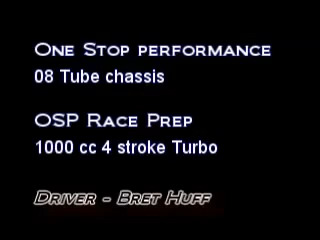 One Stop performance
08 Tube chassis
OSP Race Prep
1000 cc 4 stroke Turbo
Driver - Bret Huff